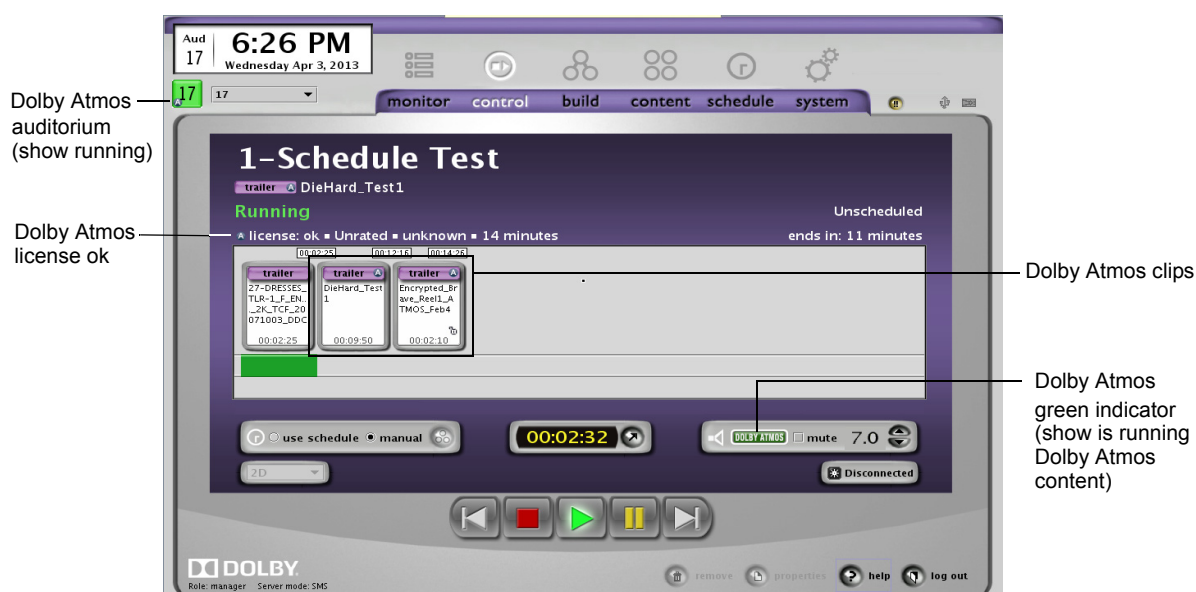 Aud
17
6:26 PM
Wednesday Apr 3, 2013
17
17
monitor
control
build
content
schedule
system
Dolby Atmos
auditorium
(show running)
1-Schedule Test
trailer DieHard_Test1
Running
Unscheduled
Dolby Atmos
license ok
license: ok ▪ Unrated ▪ unknown ▪ 14 minutes
ends in: 11 minutes
00:02:25
00:12:16
00:14:26
trailer
27-DRESSES_
TLR-1_F_EN..
._2K_TCF_20
071003_DDC
00:02:25
trailer
DieHard_Test
1
00:09:50
trailer
Encrypted_Br
ave_Reel1_A
TMOS_Feb4
00:02:10
Dolby Atmos clips
Dolby Atmos
green indicator
(show is running
Dolby Atmos
content)
use schedule
manual
00:02:32
DOLBY ATMOS
mute
7.0
2D
Disconnected
DOLBY
Role: manager Server mode: SMS
remove
properties
? help
log out